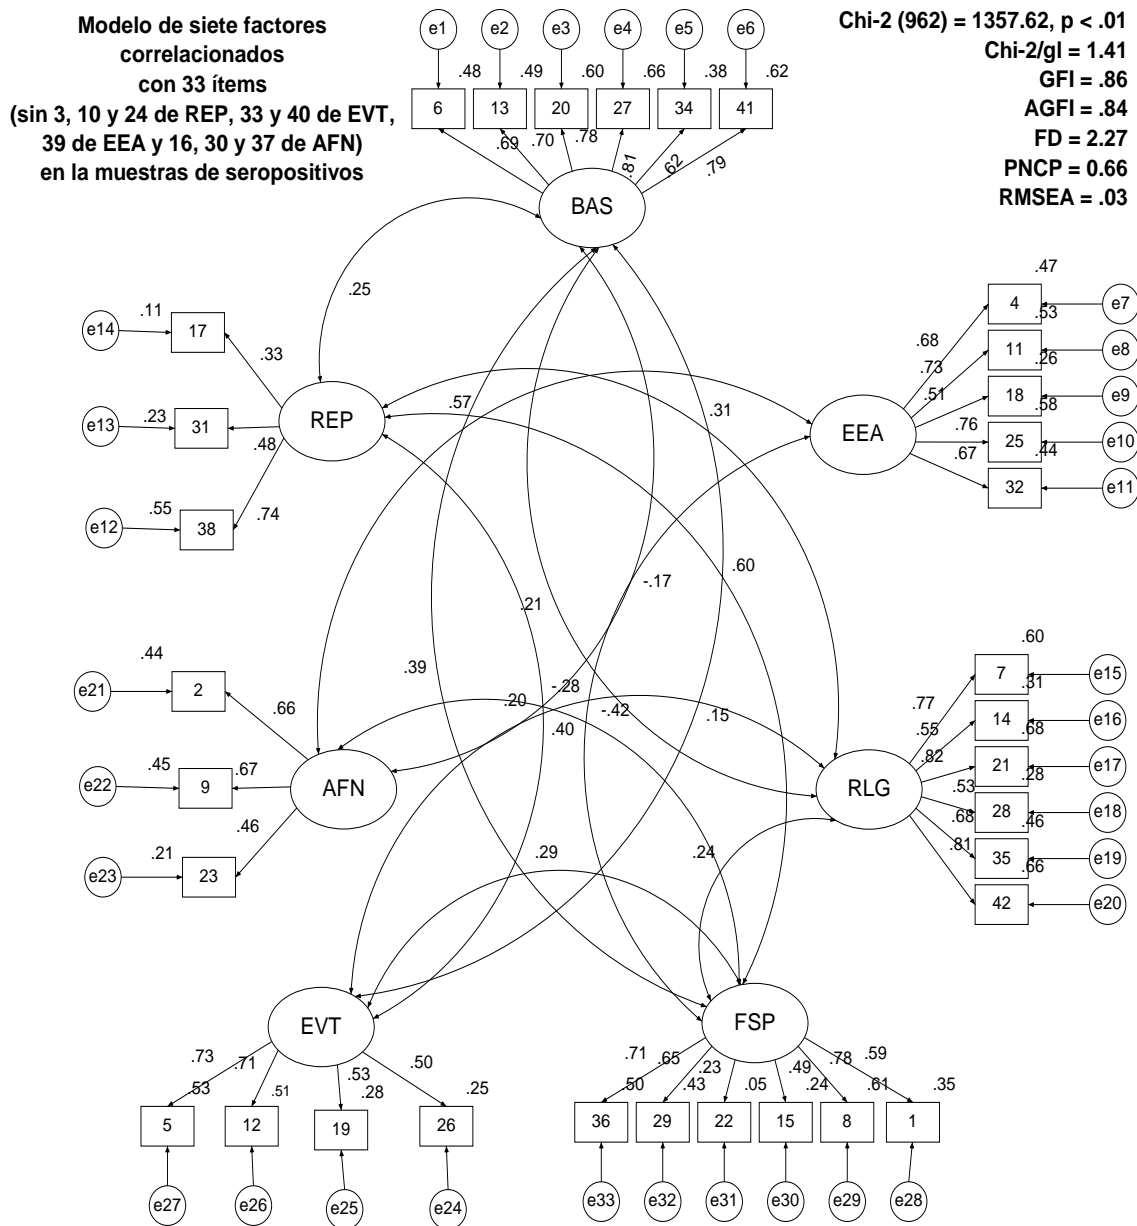 Modelo de siete factores
correlacionados
con 33 ítems
(sin 3, 10 y 24 de REP, 33 y 40 de EVT,
39 de EEA y 16, 30 y 37 de AFN)
en la muestras de seropositivos
Chi-2 (962) = 1357.62, p < .01
Chi-2/gl = 1.41
GFI = .86
AGFI = .84
FD = 2.27
PNCP = 0.66
RMSEA = .03
e1 e2 e3 e4 e5 e6
.48 .49 .60 .66 .38 .62
6 13 20 27 34 41
.69 .70 .78 .81 .62 .79
BAS
.25
.47
e14 .11 17 .33
4 e7 .53
.68
11 e8 .26
.73
18 e9 .58
.51
25 e10 .44
.76
32 e11
.67
e13 .23 31 .48
REP
.57
.31
EEA
e12 .55 38 .74
.60
-.17
.21
.39
.20
-.28
.40
-.42
.15
.44
e21 2 .66
e22 .45 9 .67
AFN
e23 .21 23 .46
.60
7 e15 .31
.77
14 e16 .68
.55
21 e17 .28
.82
28 e18 .46
.53
35 e19 .66
.68
42 e20
.81
RLG
.29
.24
EVT
FSP
.73 .71 .53 .50
.53 .51 .28 .25
5 12 19 26
e27 e26 e25 e24
.71 .65 .23 .49 .78 .59
.50 .43 .05 .24 .61 .35
36 29 22 15 8 1
e33 e32 e31 e30 e29 e28